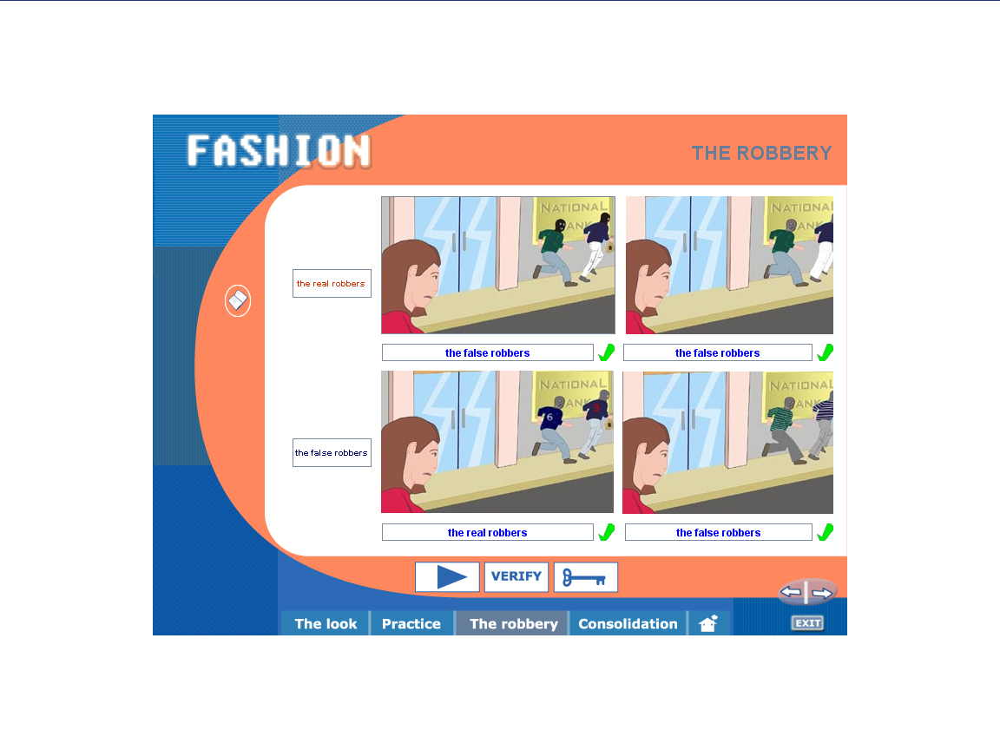 FASHION
THE ROBBERY
NATIONAL
BANK
NATIONAL
BANK
the real robbers
the false robbers
the false robbers
NATIONAL
BANK
6
3
NATIONAL
BANK
the false robbers
the real robbers
the false robbers
VERIFY
The look
Practice
The robbery
Consolidation
EXIT